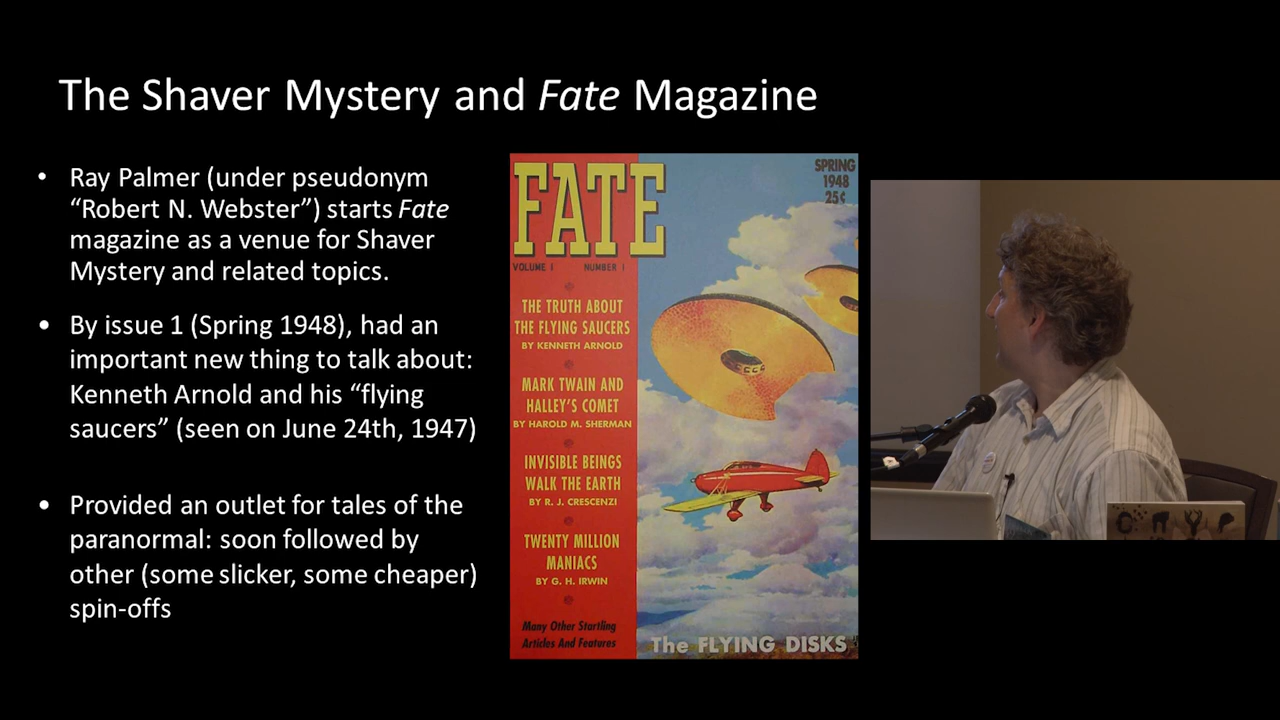 The Shaver Mystery and Fate Magazine
• Ray Palmer (under pseudonym
“Robert N. Webster”) starts Fate
magazine as a venue for Shaver
Mystery and related topics.
• By issue 1 (Spring 1948), had an
important new thing to talk about:
Kenneth Arnold and his “flying
saucers” (seen on June 24th, 1947)
• Provided an outlet for tales of the
paranormal: soon followed by
other (some slicker, some cheaper)
spin-offs
FATE
SPRING
1948
25¢
VOLUME 1 NUMBER 1
THE TRUTH ABOUT
THE FLYING SAUCERS
BY KENNETH ARNOLD
MARK TWAIN AND
HALLEY'S COMET
BY HAROLD M. SHERMAN
INVISIBLE BEINGS
WALK THE EARTH
BY R. J. CRESCENZI
TWENTY MILLION
MANIACS
BY G. H. IRWIN
Many Other Startling
Articles And Features
The FLYING DISKS